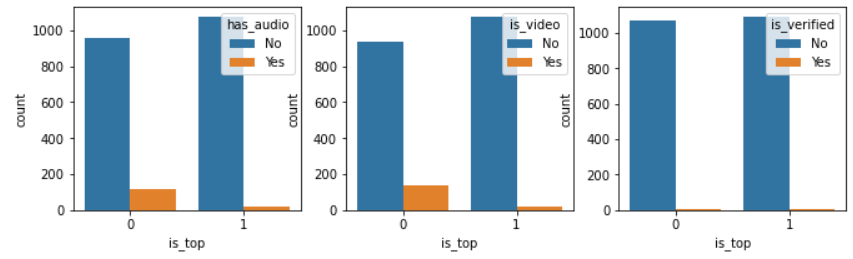 has_audio
No
Yes
1000
800
600
400
200
0
count
0 1
is_top
is_video
No
Yes
1000
800
600
400
200
0
count
0 1
is_top
is_verified
No
Yes
1000
800
600
400
200
0
count
0 1
is_top